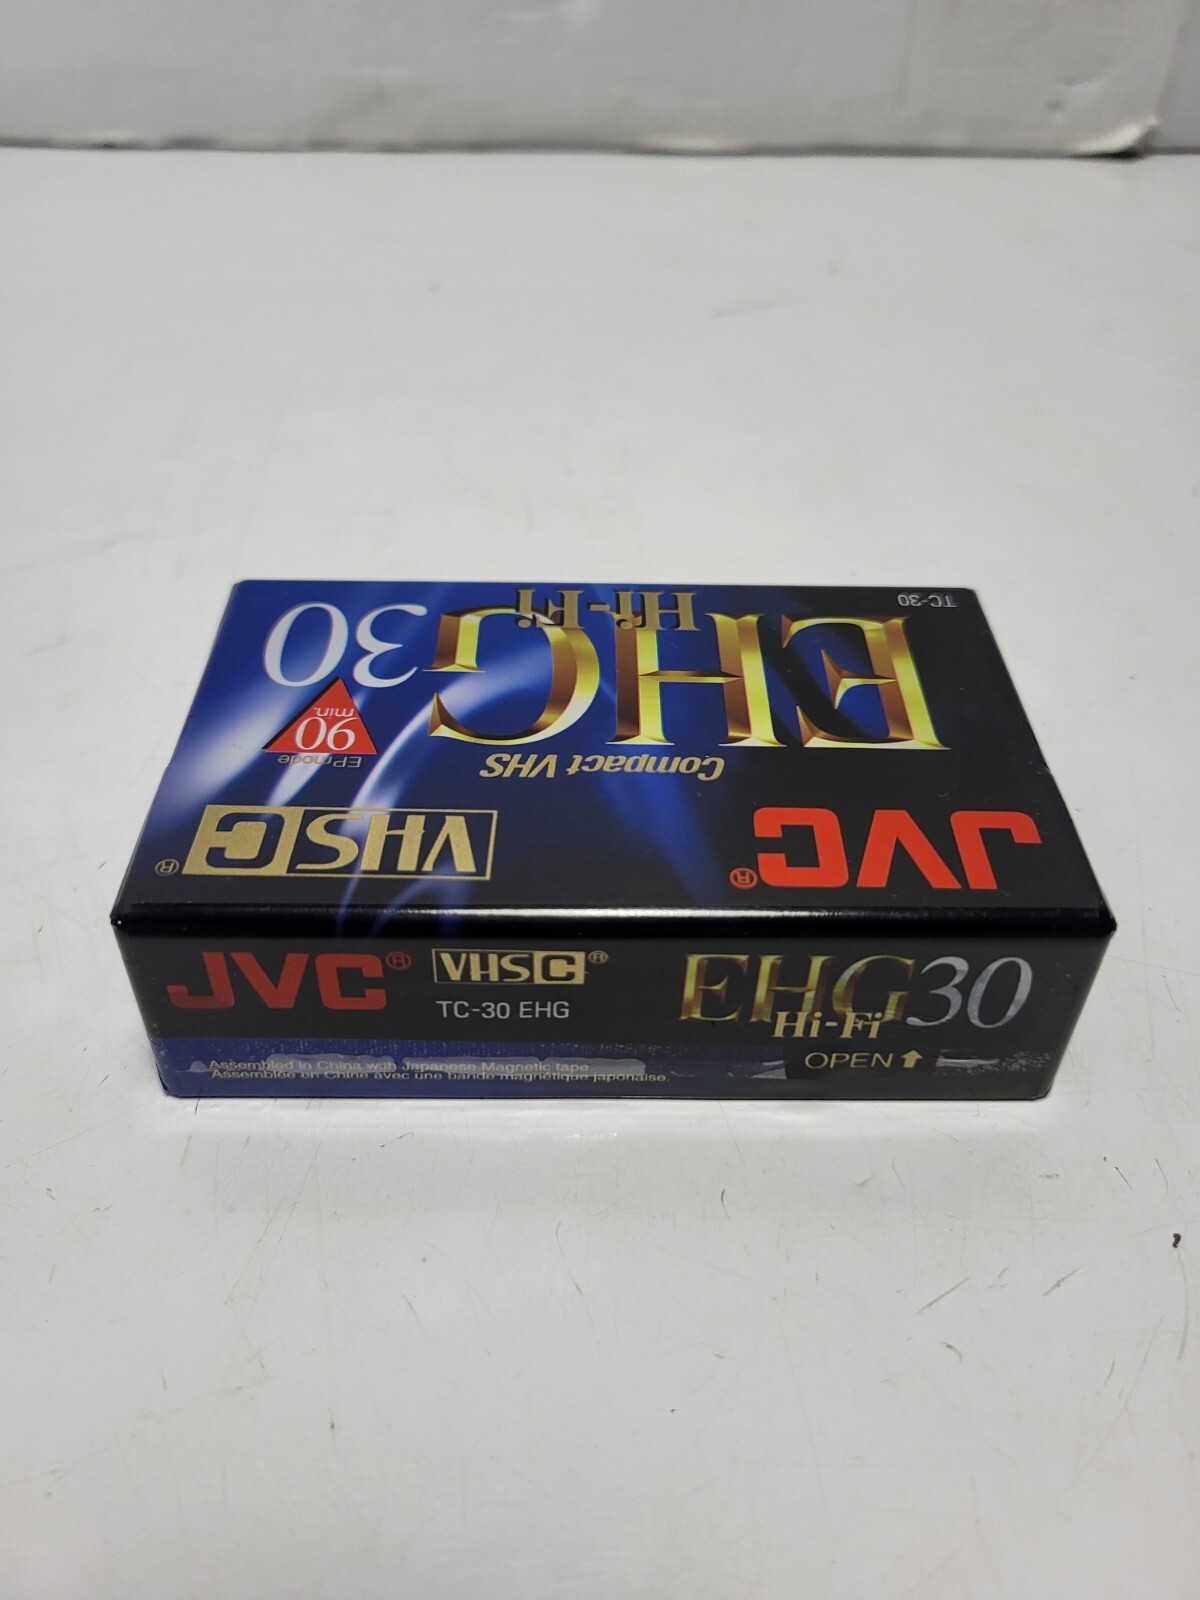 JVC®
VHS C®
Compact VHS
EP mode
90
min.
EHG 30
Hi-Fi
TC-30
JVC® VHS C® EHG 30
TC-30 EHG Hi-Fi
Assembled in China with Japanese Magnetic tape OPEN ↑
Assemblée en Chine avec une bande magnétique japonaise.